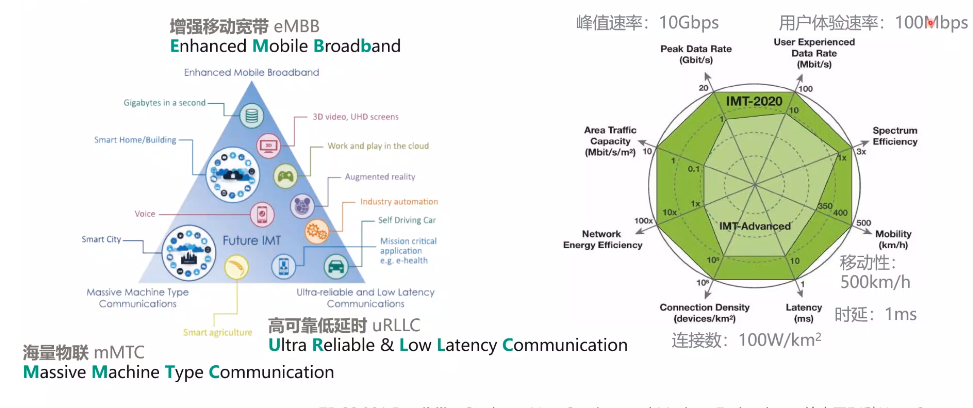 增强移动宽带 eMBB
Enhanced Mobile Broadband
Enhanced Mobile Broadband
Gigabytes in a second
3D video, UHD screens
Smart Home/Building
Work and play in the cloud
Augmented reality
Industry automation
Voice
Self Driving Car
Smart City
Future IMT
Mission critical
application
e.g. e-health
Massive Machine Type
Communications
Ultra-reliable and Low Latency
Communications
Smart agriculture
高可靠低延时 uRLLC
Ultra Reliable & Low Latency Communication
海量物联 mMTC
Massive Machine Type Communication
峰值速率：10Gbps
用户体验速率：100Mbps
Peak Data Rate
(Gbit/s)
User Experienced
Data Rate
(Mbit/s)
20
100
IMT-2020
1
10
Area Traffic
Capacity
(Mbit/s/m²)
10
1
0.1
Spectrum
Efficiency
3x
1x
1x
10x
100x
350
400
500
Network
Energy Efficiency
IMT-Advanced
Mobility
(km/h)
移动性：
500km/h
10⁵
10⁶
10
1
Connection Density
(devices/km²)
Latency
(ms)
时延：1ms
连接数：100W/km²